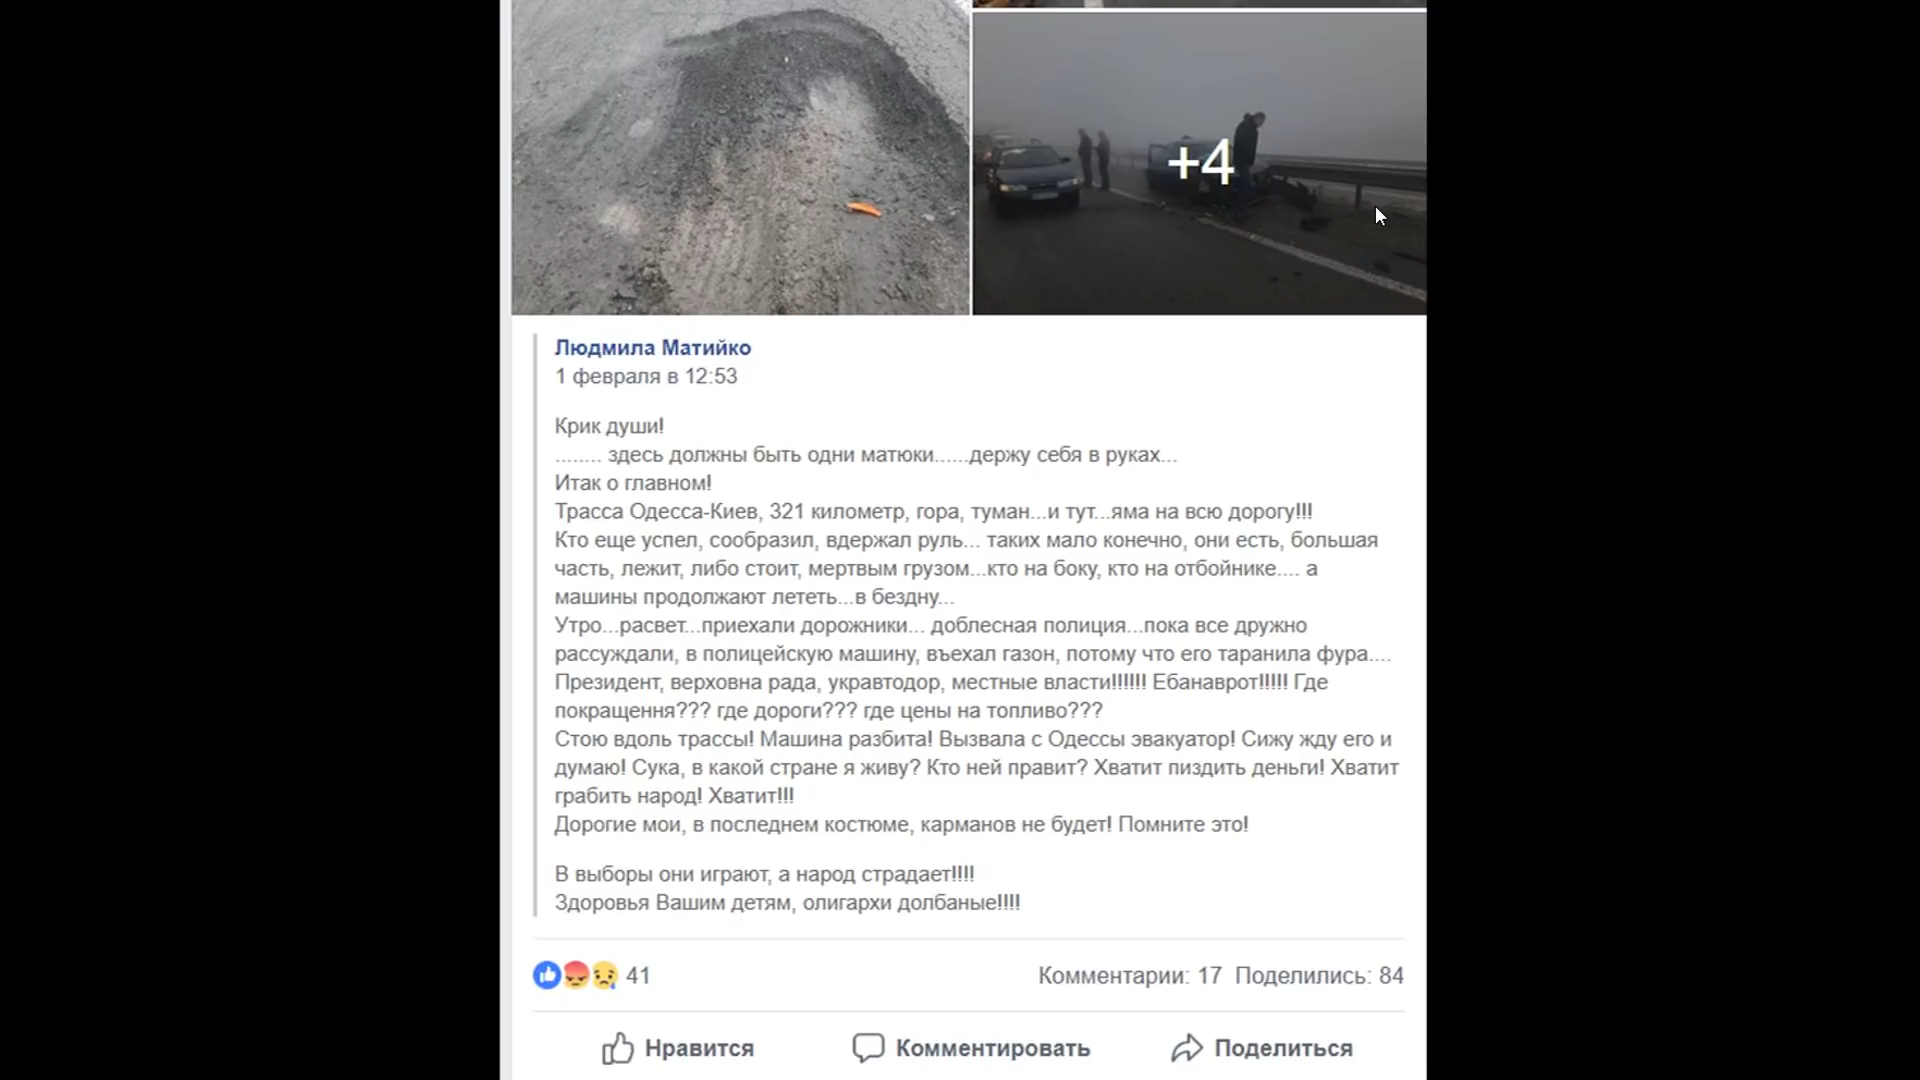 +4
Людмила Матийко
1 февраля в 12:53
Крик души!
........ здесь должны быть одни матюки......держу себя в руках...
Итак о главном!
Трасса Одесса-Киев, 321 километр, гора, туман...и тут...яма на всю дорогу!!!
Кто еще успел, сообразил, вдержал руль... таких мало конечно, они есть, большая
часть, лежит, либо стоит, мертвым грузом...кто на боку, кто на отбойнике.... а
машины продолжают лететь...в бездну...
Утро...расвет...приехали дорожники... доблесная полиция...пока все дружно
рассуждали, в полицейскую машину, въехал газон, потому что его таранила фура....
Президент, верховна рада, укравтодор, местные власти!!!!!! Ебанаврот!!!!! Где
покращення??? где дороги??? где цены на топливо???
Стою вдоль трассы! Машина разбита! Вызвала с Одессы эвакуатор! Сижу жду его и
думаю! Сука, в какой стране я живу? Кто ней правит? Хватит пиздить деньги! Хватит
грабить народ! Хватит!!!
Дорогие мои, в последнем костюме, карманов не будет! Помните это!
В выборы они играют, а народ страдает!!!!
Здоровья Вашим детям, олигархи долбаные!!!!
41
Комментарии: 17 Поделились: 84
Нравится Комментировать Поделиться